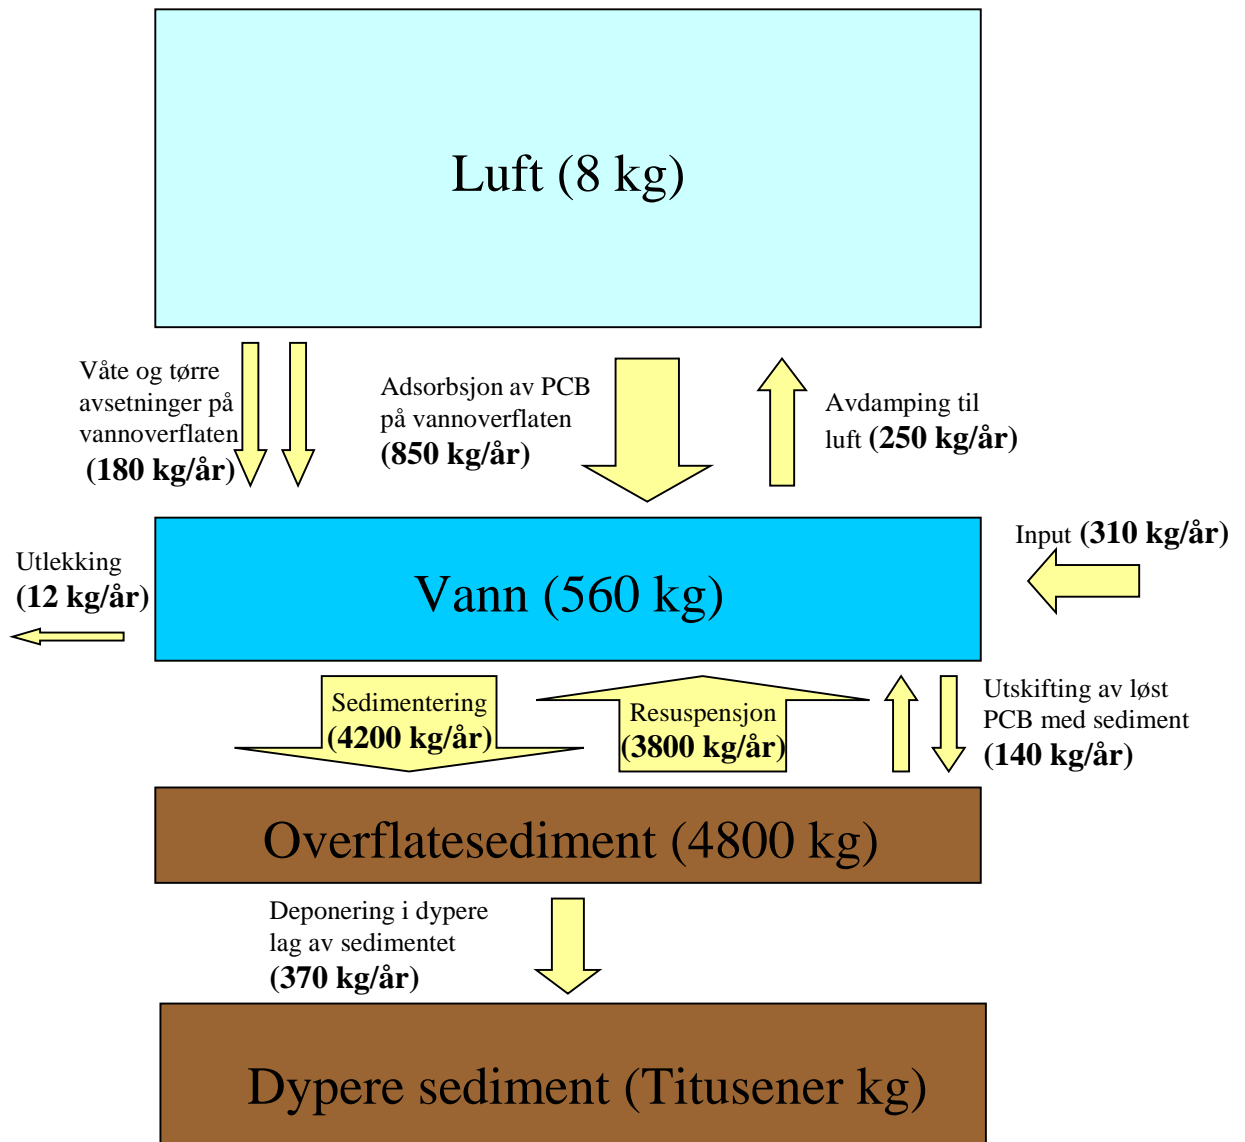 Luft (8 kg)
Våte og tørre
avsetninger på
vannoverflaten
(180 kg/år)
Adsorbsjon av PCB
på vannoverflaten
(850 kg/år)
Avdamping til
luft (250 kg/år)
Input (310 kg/år)
Utlekking
(12 kg/år)
Vann (560 kg)
Sedimentering
(4200 kg/år)
Resuspensjon
(3800 kg/år)
Utskifting av løst
PCB med sediment
(140 kg/år)
Overflatesediment (4800 kg)
Deponering i dypere
lag av sedimentet
(370 kg/år)
Dypere sediment (Titusener kg)